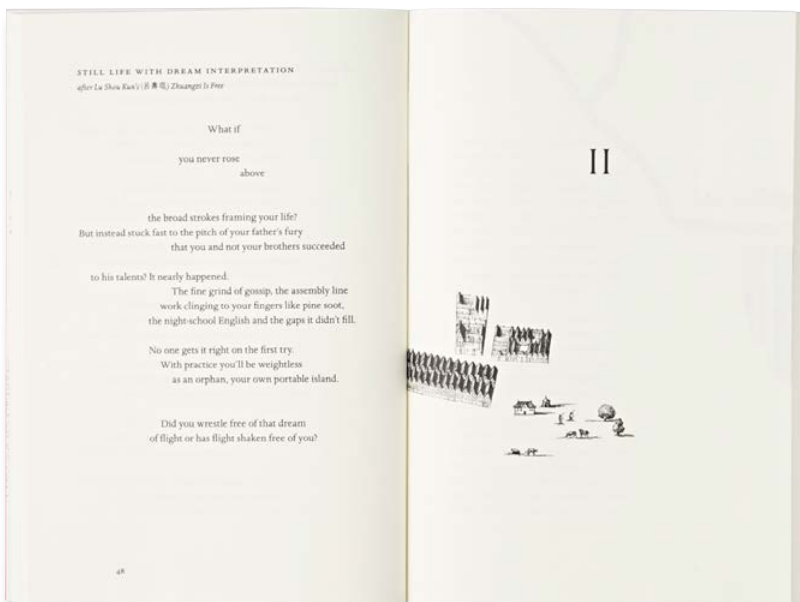 STILL LIFE WITH DREAM INTERPRETATION
after Lu Shou Kun's (呂壽琨) Zhuangzi Is Free
What if
you never rose
above
the broad strokes framing your life?
But instead stuck fast to the pitch of your father's fury
that you and not your brothers succeeded
to his talents? It nearly happened.
The fine grind of gossip, the assembly line
work clinging to your fingers like pine soot,
the night-school English and the gaps it didn't fill.
No one gets it right on the first try.
With practice you'll be weightless
as an orphan, your own portable island.
Did you wrestle free of that dream
of flight or has flight shaken free of you?
48
II